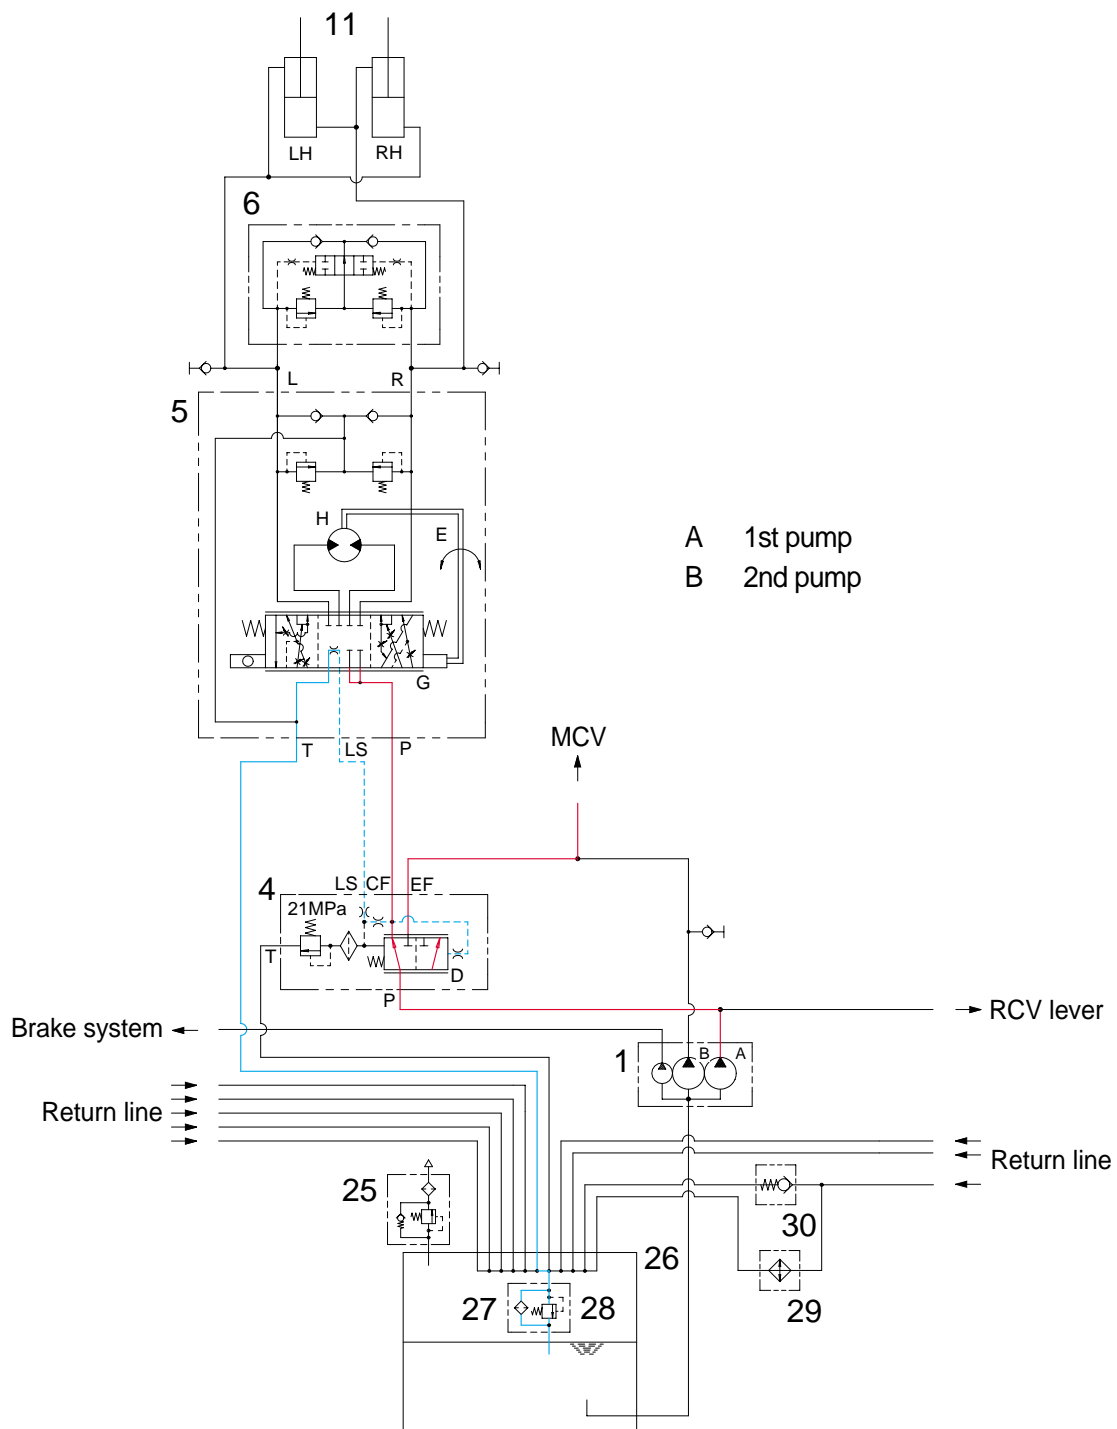 11
LH
RH
6
L
R
5
H
E
A 1st pump
B 2nd pump
G
T
LS
P
MCV
4
LS CF EF
21MPa
T
D
P
RCV lever
Brake system
1
B
A
Return line
Return line
25
30
26
27
28
29